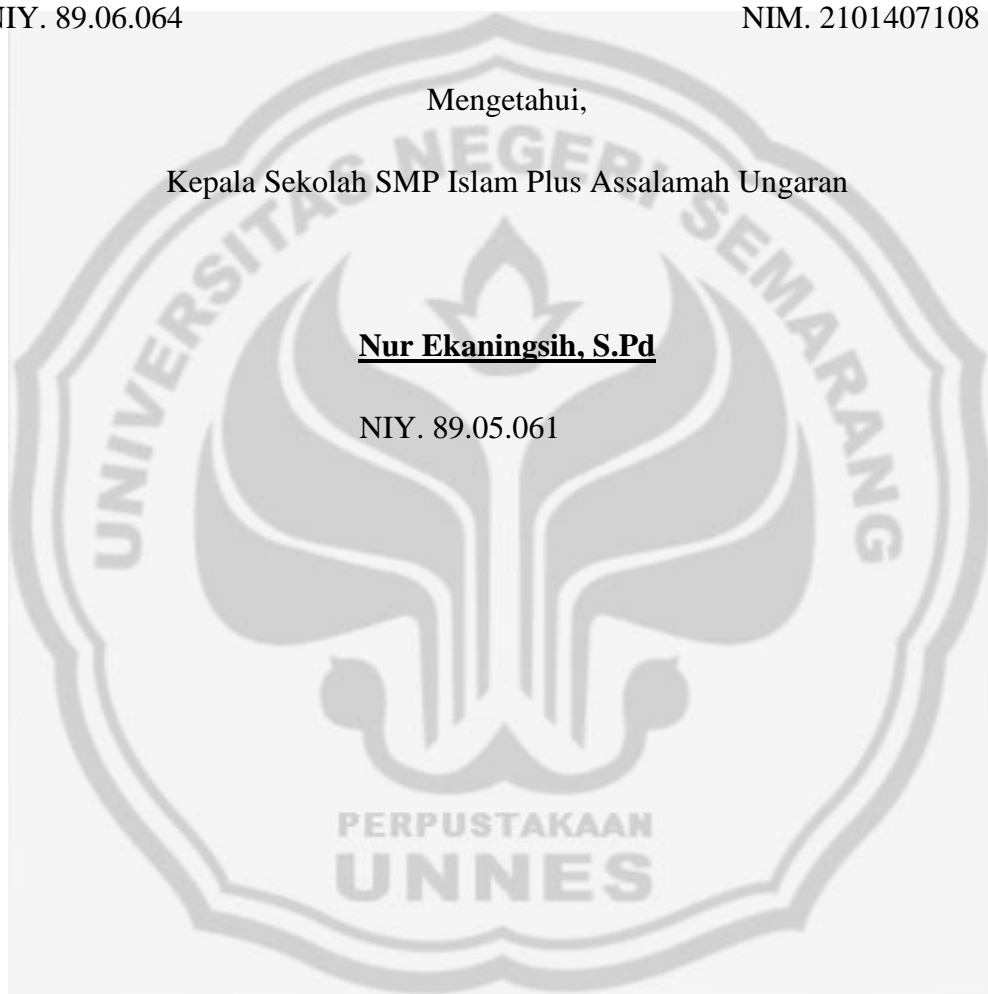 NIY. 89.06.064 NIM. 2101407108
Mengetahui,
Kepala Sekolah SMP Islam Plus Assalamah Ungaran
Nur Ekaningsih, S.Pd
NIY. 89.05.061
UNIVERSITAS NEGERI SEMARANG
PERPUSTAKAAN
UNNES